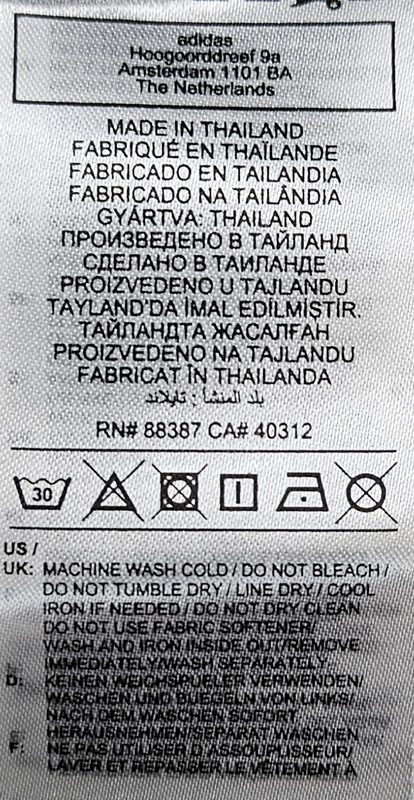 adidas
Hoogoorddreef 9a
Amsterdam 1101 BA
The Netherlands
MADE IN THAILAND
FABRIQUÉ EN THAÏLANDE
FABRICADO EN TAILANDIA
FABRICADO NA TAILÂNDIA
GYÁRTVA: THAILAND
ПРОИЗВЕДЕНО В ТАЙЛАНД
СДЕЛАНО В ТАИЛАНДЕ
PROIZVEDENO U TAJLANDU
TAYLAND'DA İMAL EDİLMİŞTİR.
ТАЙЛАНДТА ЖАСАЛҒАН
PROIZVEDENO NA TAJLANDU
FABRICAT ÎN THAILANDA
بلد المنشأ : تايلاند
RN# 88387 CA# 40312
30
US /
UK: MACHINE WASH COLD / DO NOT BLEACH /
DO NOT TUMBLE DRY / LINE DRY / COOL
IRON IF NEEDED / DO NOT DRY CLEAN
DO NOT USE FABRIC SOFTENER/
WASH AND IRON INSIDE OUT/REMOVE
IMMEDIATELY/WASH SEPARATELY
D: KEINEN WEICHSPUELER VERWENDEN/
WASCHEN UND BUEGELN VON LINKS/
NACH DEM WASCHEN SOFORT
HERAUSNEHMEN/SEPARAT WASCHEN
F: NE PAS UTILISER D'ASSOUPLISSEUR/
LAVER ET REPASSER LE VÊTEMENT À